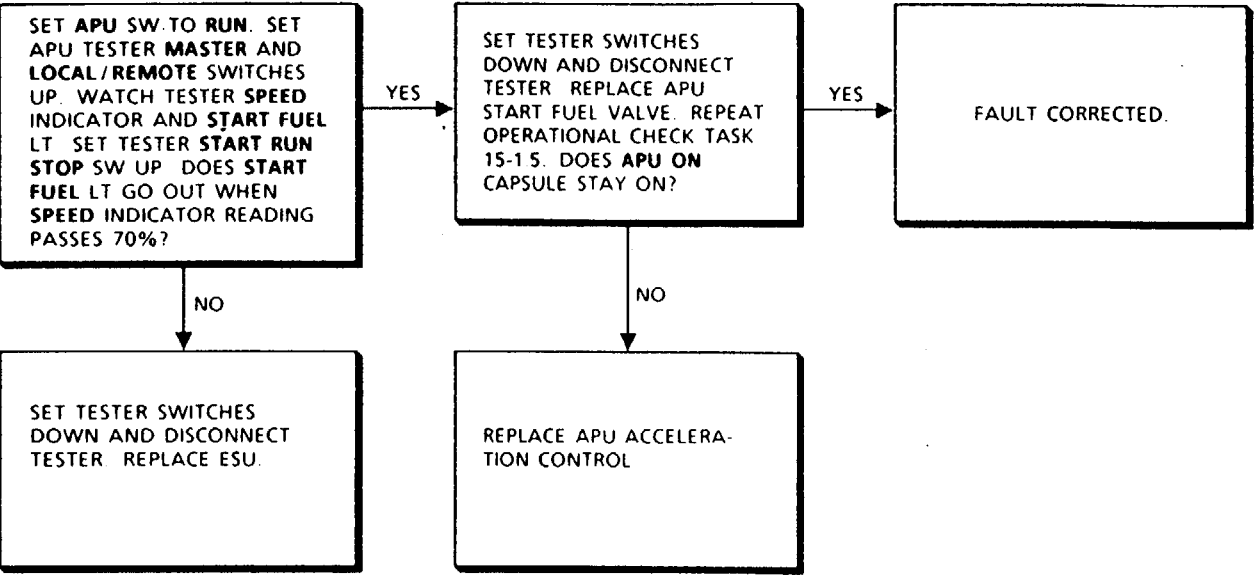 SET APU SW TO RUN. SET
APU TESTER MASTER AND
LOCAL/REMOTE SWITCHES
UP. WATCH TESTER SPEED
INDICATOR AND START FUEL
LT SET TESTER START RUN
STOP SW UP DOES START
FUEL LT GO OUT WHEN
SPEED INDICATOR READING
PASSES 70%?
YES
SET TESTER SWITCHES
DOWN AND DISCONNECT
TESTER REPLACE APU
START FUEL VALVE. REPEAT
OPERATIONAL CHECK TASK
15-1.5. DOES APU ON
CAPSULE STAY ON?
YES
FAULT CORRECTED.
NO
NO
SET TESTER SWITCHES
DOWN AND DISCONNECT
TESTER REPLACE ESU.
REPLACE APU ACCELERA-
TION CONTROL